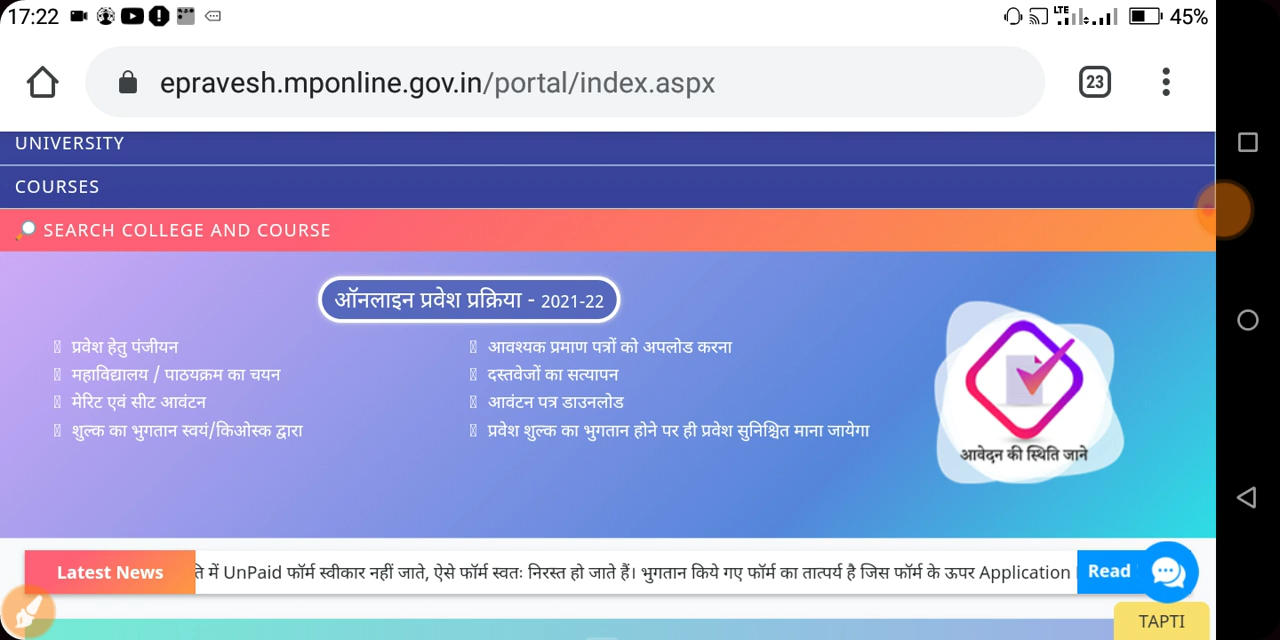 17:22
LTE
45%
epravesh.mponline.gov.in/portal/index.aspx
23
UNIVERSITY
COURSES
SEARCH COLLEGE AND COURSE
ऑनलाइन प्रवेश प्रक्रिया - 2021-22
प्रवेश हेतु पंजीयन
महाविद्यालय / पाठयक्रम का चयन
मेरिट एवं सीट आवंटन
शुल्क का भुगतान स्वयं/किओस्क द्वारा
आवश्यक प्रमाण पत्रों को अपलोड करना
दस्तवेजों का सत्यापन
आवंटन पत्र डाउनलोड
प्रवेश शुल्क का भुगतान होने पर ही प्रवेश सुनिश्चित माना जायेगा
आवेदन की स्थिति जाने
Latest News
में UnPaid फॉर्म स्वीकार नहीं जाते, ऐसे फॉर्म स्वतः निरस्त हो जाते हैं। भुगतान किये गए फॉर्म का तात्पर्य है जिस फॉर्म के ऊपर Application
Read
TAPTI